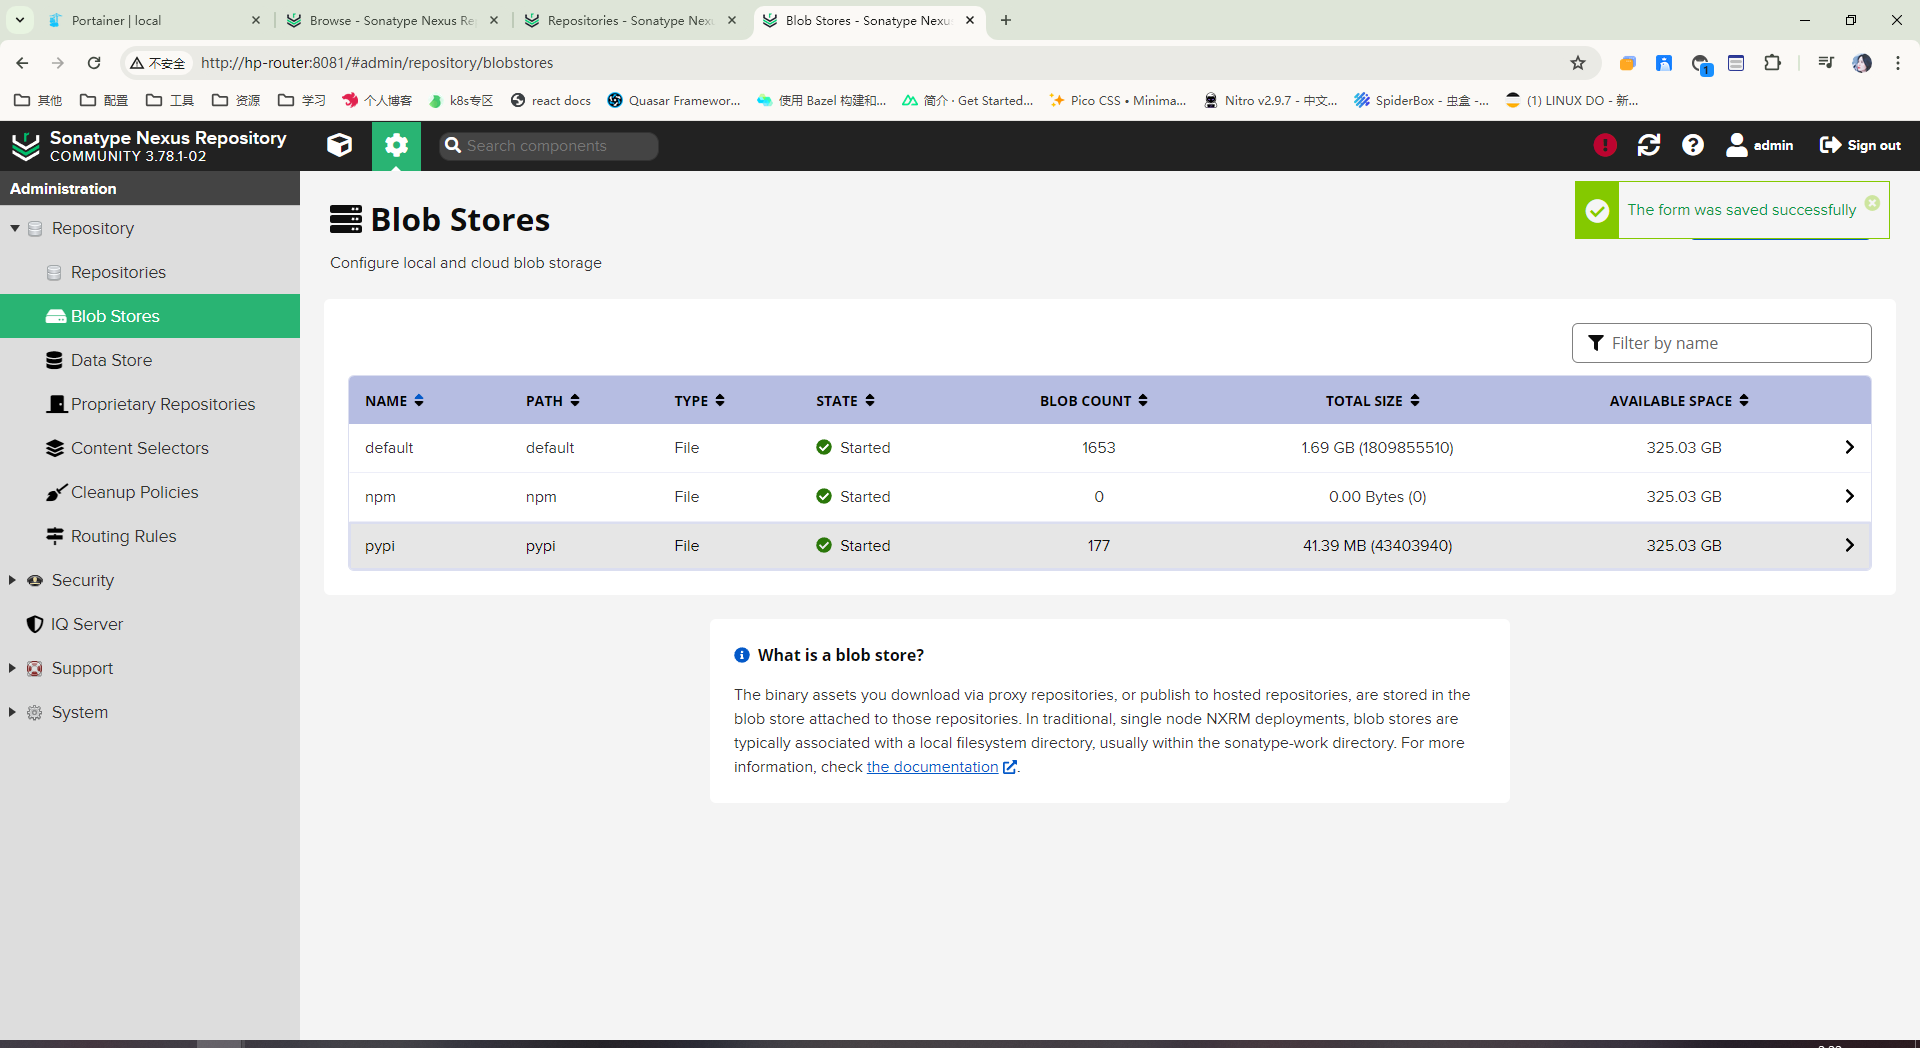 Portainer | local
Browse - Sonatype Nexus Re
Repositories - Sonatype Nexu
Blob Stores - Sonatype Nexus
不安全
http://hp-router:8081/#admin/repository/blobstores
1
其他
配置
工具
资源
学习
个人博客
k8s专区
react docs
Quasar Framewor...
使用 Bazel 构建和...
简介 · Get Started...
Pico CSS • Minima...
Nitro v2.9.7 - 中文...
SpiderBox - 虫盒 -...
(1) LINUX DO - 新...
Sonatype Nexus Repository
COMMUNITY 3.78.1-02
Search components
admin
Sign out
Administration
Repository
Repositories
Blob Stores
Data Store
Proprietary Repositories
Content Selectors
Cleanup Policies
Routing Rules
Security
IQ Server
Support
System
Blob Stores
Configure local and cloud blob storage
The form was saved successfully
Filter by name
NAME PATH TYPE STATE BLOB COUNT TOTAL SIZE AVAILABLE SPACE
default default File Started 1653 1.69 GB (1809855510) 325.03 GB
npm npm File Started 0 0.00 Bytes (0) 325.03 GB
pypi pypi File Started 177 41.39 MB (43403940) 325.03 GB
What is a blob store?
The binary assets you download via proxy repositories, or publish to hosted repositories, are stored in the
blob store attached to those repositories. In traditional, single node NXRM deployments, blob stores are
typically associated with a local filesystem directory, usually within the sonatype-work directory. For more
information, check the documentation.